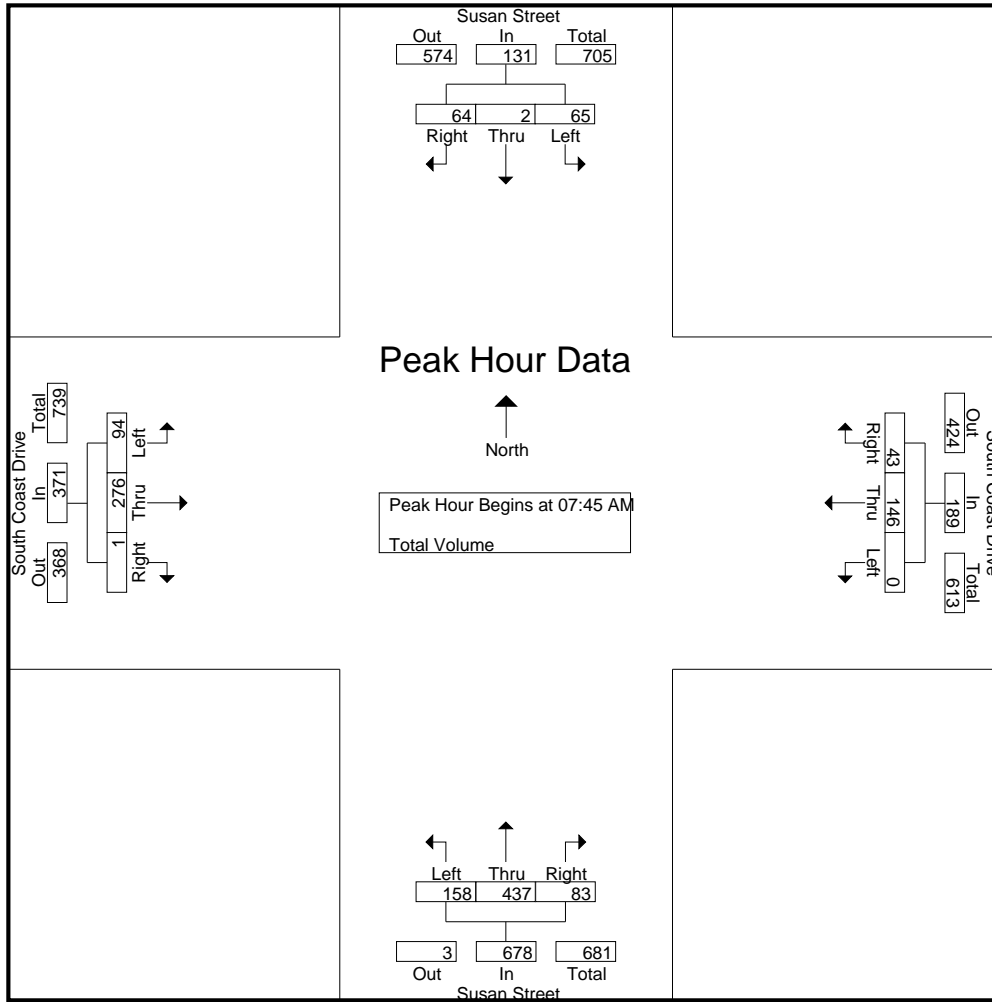 Susan Street
Out In Total
574 131 705
64 2 65
Right Thru Left
Peak Hour Data
North
Peak Hour Begins at 07:45 AM
Total Volume
South Coast Drive
Total In Out
739 371 368
94 276 1
Left Thru Right
South Coast Drive
Out In Total
424 189 613
43 146 0
Right Thru Left
Left Thru Right
158 437 83
3 678 681
Out In Total
Susan Street